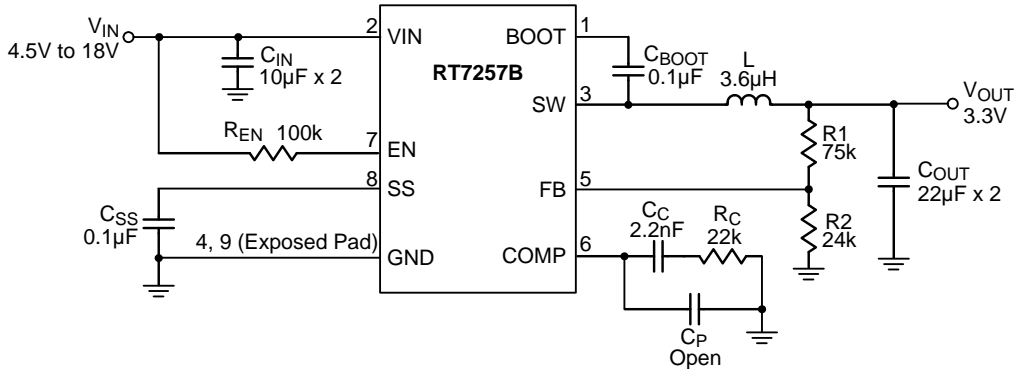 V_IN
4.5V to 18V
C_IN
10µF x 2
R_EN 100k
C_SS
0.1µF
4, 9 (Exposed Pad)
2
7
8
VIN
EN
SS
GND
RT7257B
BOOT
SW
FB
COMP
1
3
5
6
C_BOOT
0.1µF
L
3.6µH
R1
75k
R2
24k
C_OUT
22µF x 2
V_OUT
3.3V
C_C
2.2nF
R_C
22k
C_P
Open